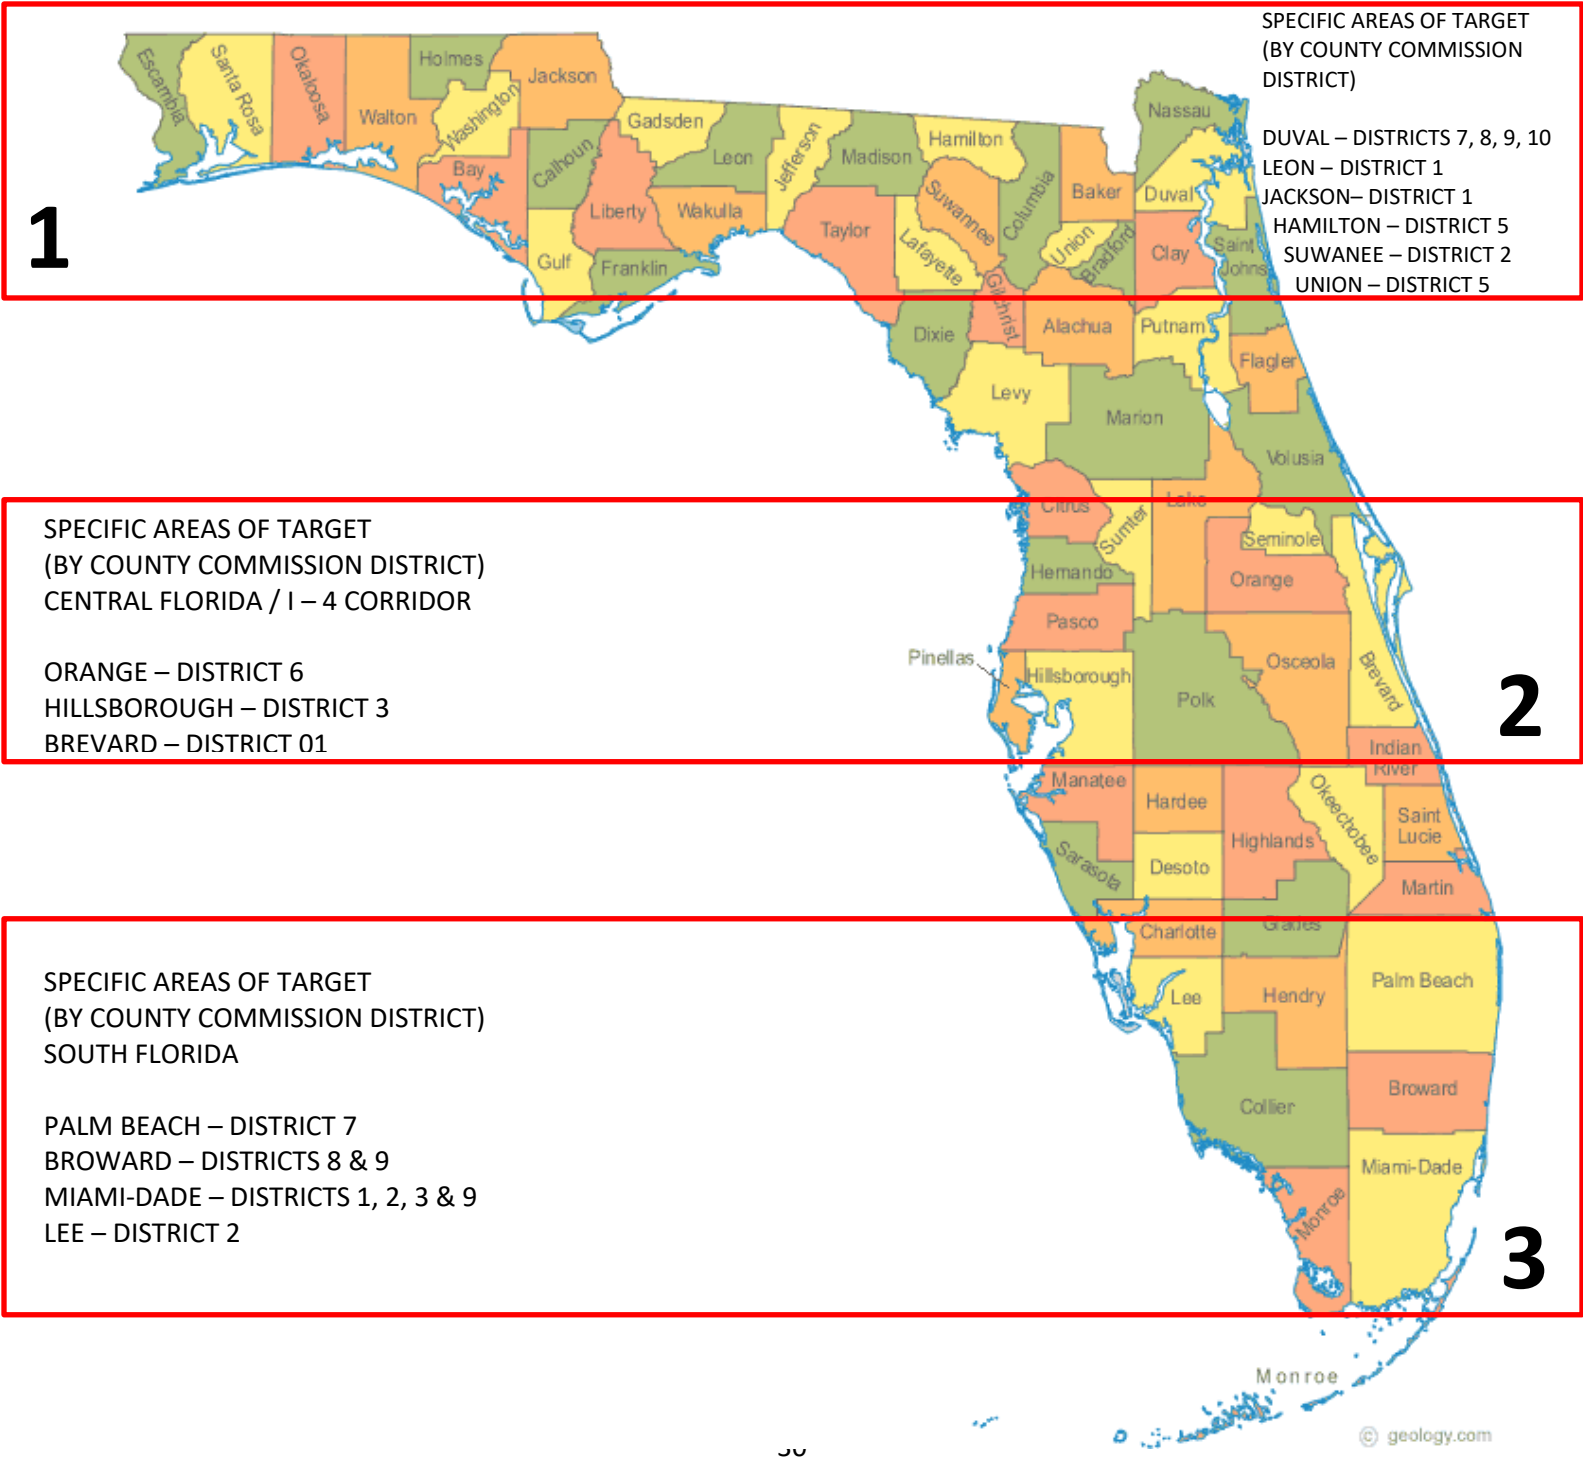 SPECIFIC AREAS OF TARGET
(BY COUNTY COMMISSION
DISTRICT)
DUVAL – DISTRICTS 7, 8, 9, 10
LEON – DISTRICT 1
JACKSON– DISTRICT 1
HAMILTON – DISTRICT 5
SUWANEE – DISTRICT 2
UNION – DISTRICT 5
1
Escambia
Santa Rosa
Okaloosa
Walton
Holmes
Washington
Jackson
Bay
Calhoun
Gulf
Gadsden
Liberty
Franklin
Leon
Wakulla
Jefferson
Madison
Taylor
Hamilton
Suwannee
Lafayette
Columbia
Baker
Union
Bradford
Nassau
Duval
Clay
Saint
Johns
Gilchrist
Dixie
Alachua
Putnam
Flagler
Levy
Marion
Volusia
SPECIFIC AREAS OF TARGET
(BY COUNTY COMMISSION DISTRICT)
CENTRAL FLORIDA / I – 4 CORRIDOR
ORANGE – DISTRICT 6
HILLSBOROUGH – DISTRICT 3
BREVARD – DISTRICT 01
2
Citrus
Sumter
Lake
Seminole
Hernando
Orange
Pasco
Pinellas
Hillsborough
Polk
Osceola
Brevard
Indian
River
Manatee
Hardee
Highlands
Okeechobee
Saint
Lucie
Sarasota
Desoto
Martin
SPECIFIC AREAS OF TARGET
(BY COUNTY COMMISSION DISTRICT)
SOUTH FLORIDA
PALM BEACH – DISTRICT 7
BROWARD – DISTRICTS 8 & 9
MIAMI-DADE – DISTRICTS 1, 2, 3 & 9
LEE – DISTRICT 2
3
Charlotte
Glades
Lee
Hendry
Palm Beach
Collier
Broward
Miami-Dade
Monroe
Monroe
© geology.com